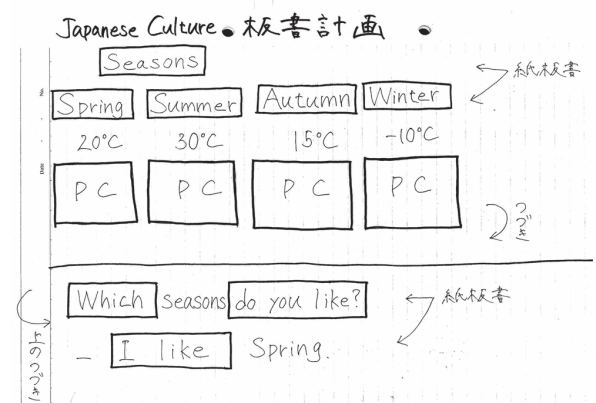 Japanese Culture • 板書計画 •
Seasons
紙板書
Spring Summer Autumn Winter
20°C 30°C 15°C -10°C
PC PC PC PC
つづき
Which seasons do you like?
紙板書
- I like Spring.
上のつづき